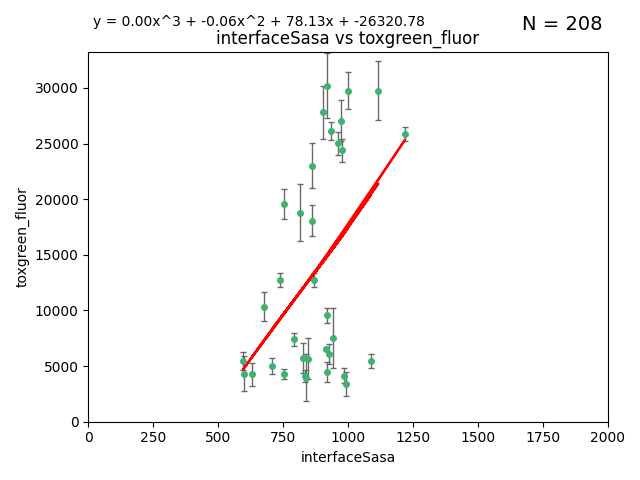 y = 0.00x^3 + -0.06x^2 + 78.13x + -26320.78
N = 208
interfaceSasa vs toxgreen_fluor
30000
25000
20000
15000
10000
5000
0
toxgreen_fluor
0 250 500 750 1000 1250 1500 1750 2000
interfaceSasa